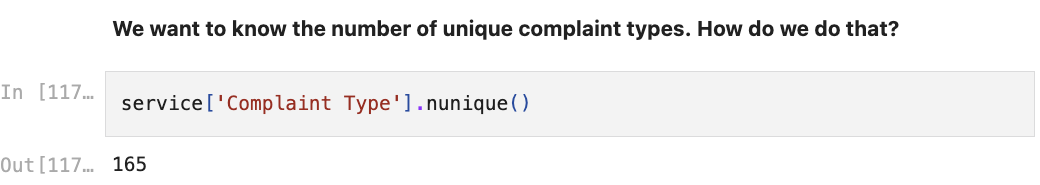 We want to know the number of unique complaint types. How do we do that?
In [117…
service['Complaint Type'].nunique()
Out[117…
165